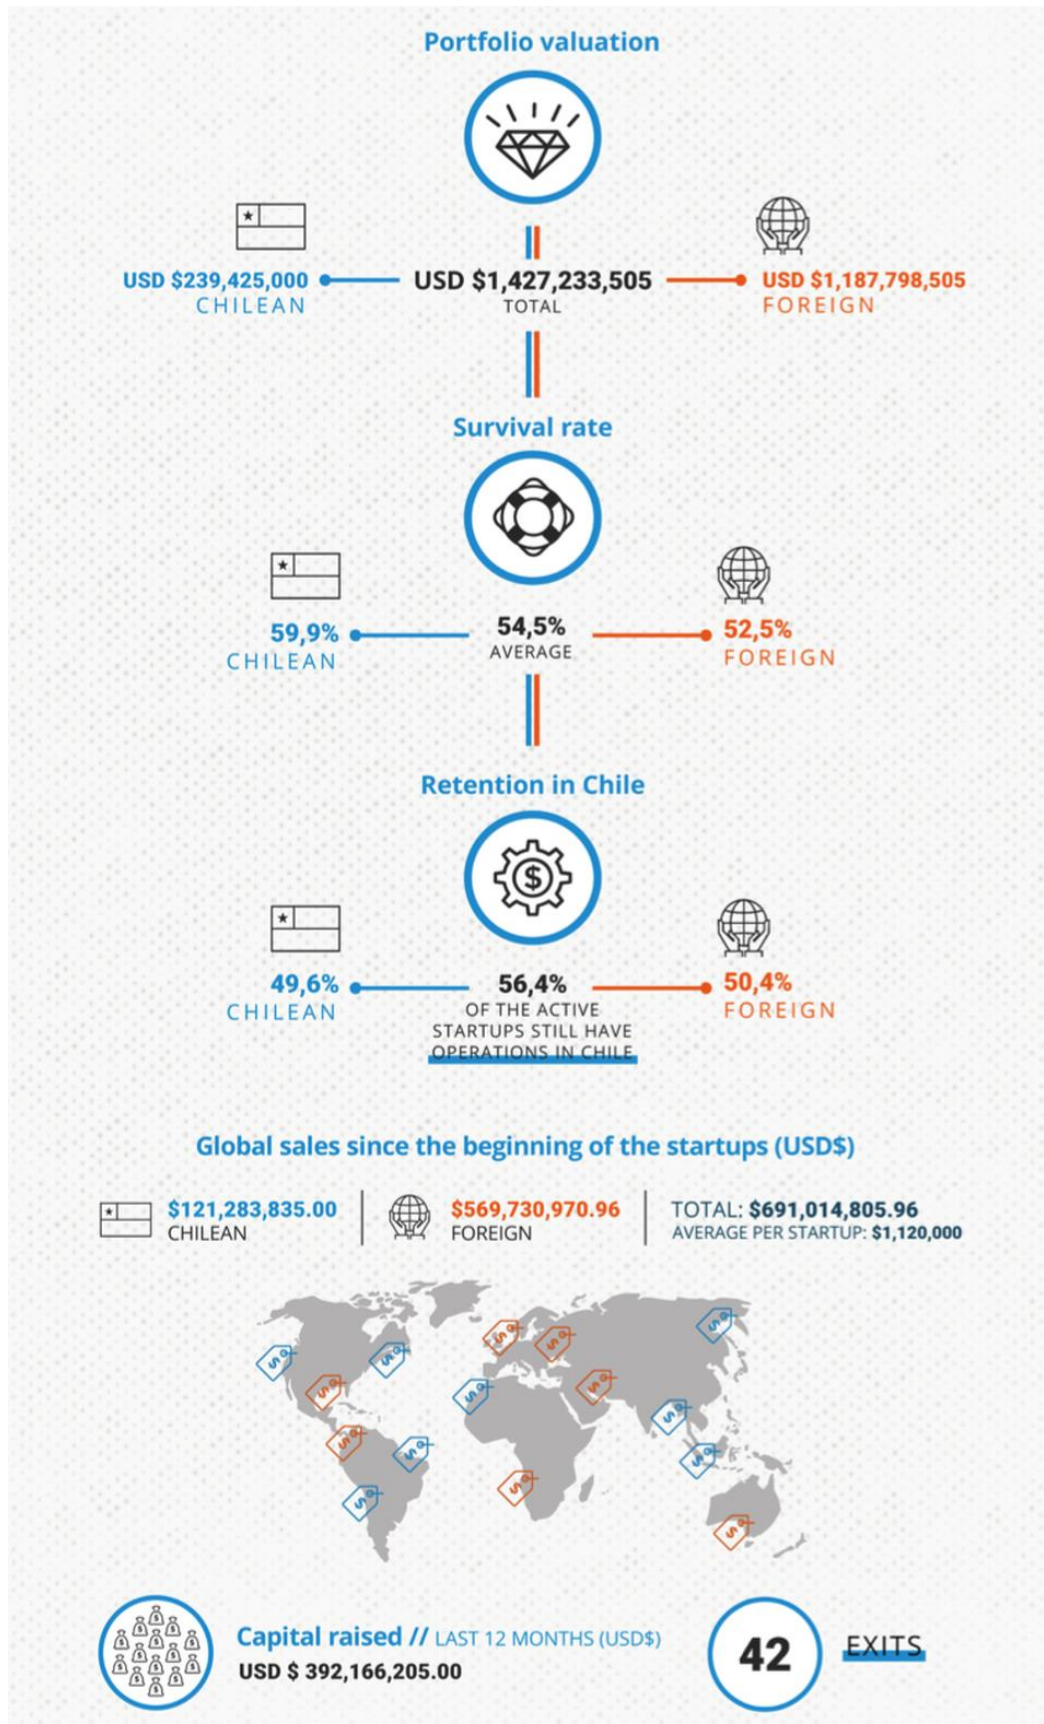 Portfolio valuation
USD $239,425,000
CHILEAN
USD $1,427,233,505
TOTAL
USD $1,187,798,505
FOREIGN
Survival rate
59,9%
CHILEAN
54,5%
AVERAGE
52,5%
FOREIGN
Retention in Chile
49,6%
CHILEAN
56,4%
OF THE ACTIVE
STARTUPS STILL HAVE
OPERATIONS IN CHILE
50,4%
FOREIGN
Global sales since the beginning of the startups (USD$)
$121,283,835.00
CHILEAN
$569,730,970.96
FOREIGN
TOTAL: $691,014,805.96
AVERAGE PER STARTUP: $1,120,000
Capital raised // LAST 12 MONTHS (USD$)
USD $ 392,166,205.00
42
EXITS